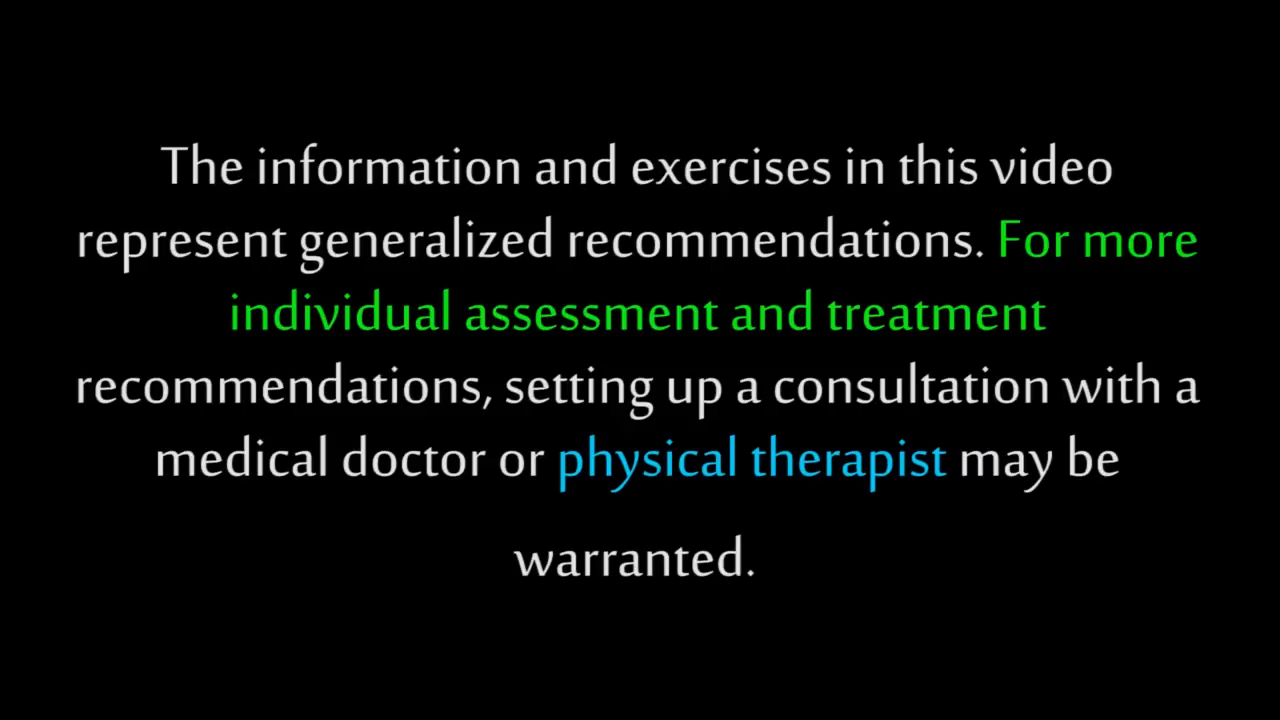 The information and exercises in this video
represent generalized recommendations. For more
individual assessment and treatment
recommendations, setting up a consultation with a
medical doctor or physical therapist may be
warranted.